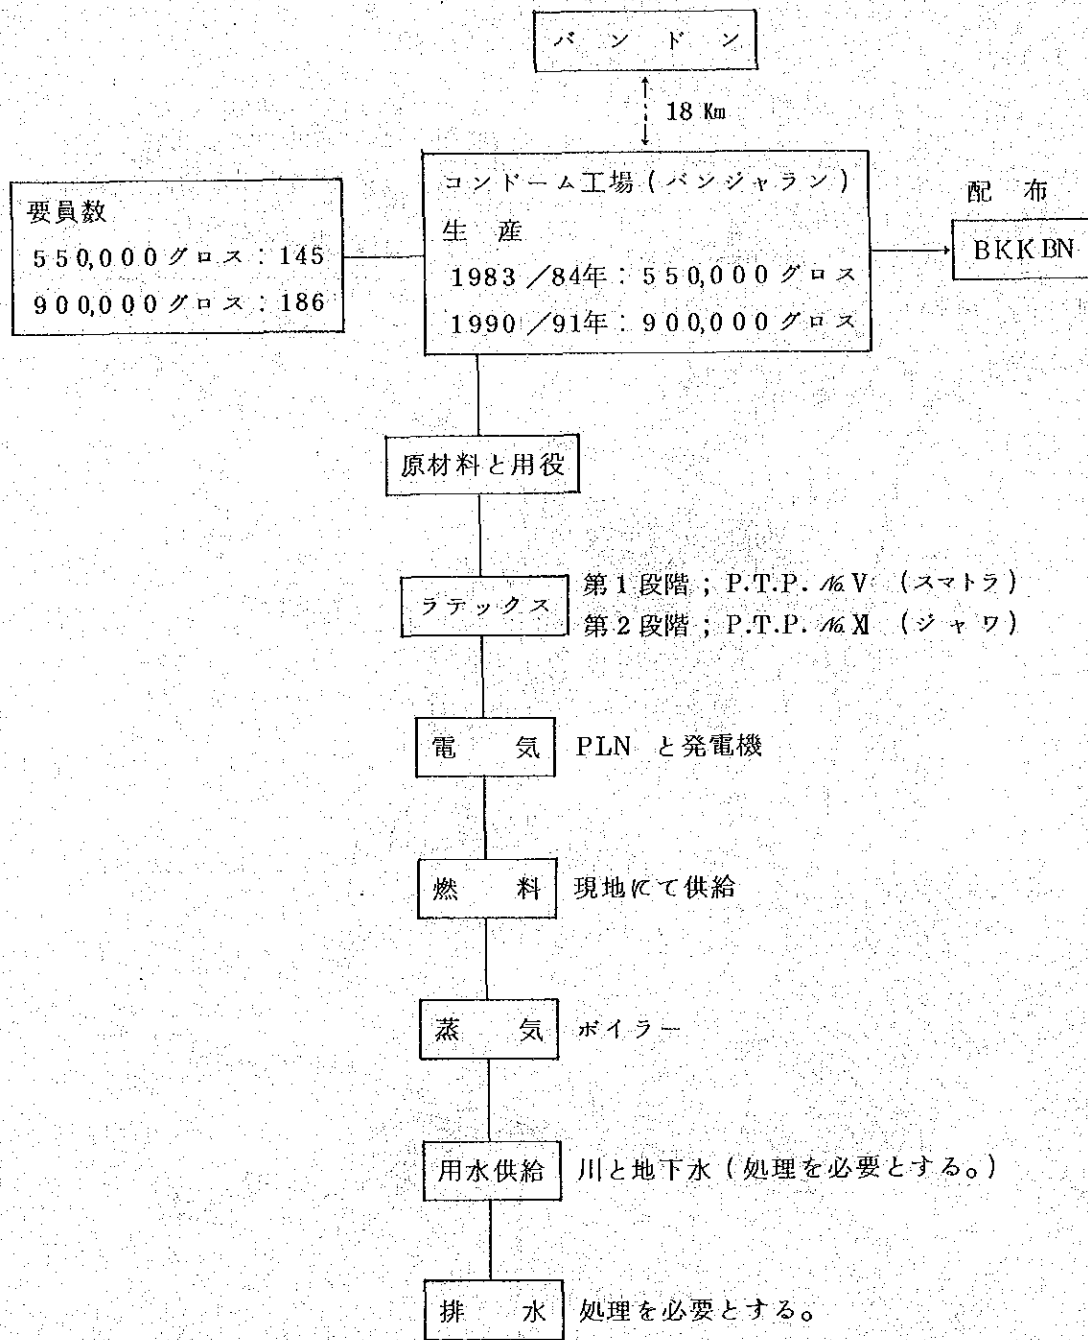 バンドン
18 Km
要員数
550,000グロス：145
900,000グロス：186
コンドーム工場（バンジャラン）
生産
1983／84年：550,000グロス
1990／91年：900,000グロス
配布
BKKBN
原材料と用役
ラテックス
第1段階；P.T.P. №V （スマトラ）
第2段階；P.T.P. №XI （ジャワ）
電気 PLN と発電機
燃料 現地にて供給
蒸気 ボイラー
用水供給 川と地下水（処理を必要とする。）
排水 処理を必要とする。